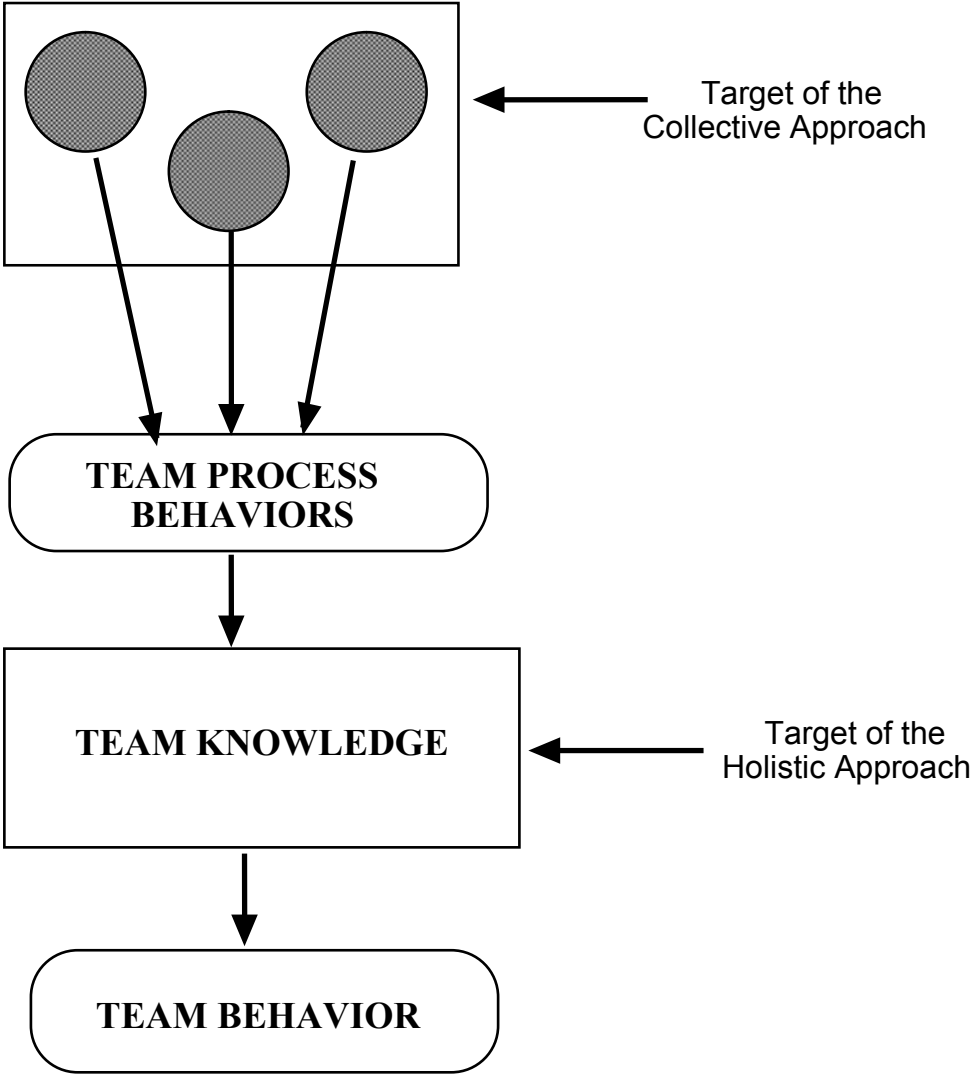 Target of the
Collective Approach
TEAM PROCESS
BEHAVIORS
TEAM KNOWLEDGE
Target of the
Holistic Approach
TEAM BEHAVIOR